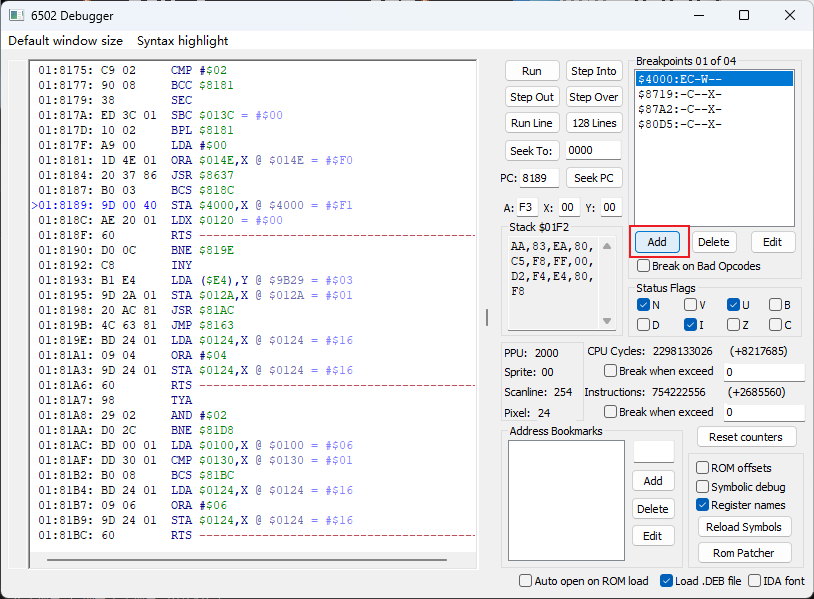 6502 Debugger
Default window size Syntax highlight
01:8175: C9 02 CMP #$02
01:8177: 90 08 BCC $8181
01:8179: 38 SEC
01:817A: ED 3C 01 SBC $013C = #$00
01:817D: 10 02 BPL $8181
01:817F: A9 00 LDA #$00
01:8181: 1D 4E 01 ORA $014E,X @ $014E = #$F0
01:8184: 20 37 86 JSR $8637
01:8187: B0 03 BCS $818C
>01:8189: 9D 00 40 STA $4000,X @ $4000 = #$F1
01:818C: AE 20 01 LDX $0120 = #$00
01:818F: 60 RTS ----------------------------------------
01:8190: D0 0C BNE $819E
01:8192: C8 INY
01:8193: B1 E4 LDA ($E4),Y @ $9B29 = #$03
01:8195: 9D 2A 01 STA $012A,X @ $012A = #$01
01:8198: 20 AC 81 JSR $81AC
01:819B: 4C 63 81 JMP $8163
01:819E: BD 24 01 LDA $0124,X @ $0124 = #$16
01:81A1: 09 04 ORA #$04
01:81A3: 9D 24 01 STA $0124,X @ $0124 = #$16
01:81A6: 60 RTS ----------------------------------------
01:81A7: 98 TYA
01:81A8: 29 02 AND #$02
01:81AA: D0 2C BNE $81D8
01:81AC: BD 00 01 LDA $0100,X @ $0100 = #$06
01:81AF: DD 30 01 CMP $0130,X @ $0130 = #$01
01:81B2: B0 08 BCS $81BC
01:81B4: BD 24 01 LDA $0124,X @ $0124 = #$16
01:81B7: 09 06 ORA #$06
01:81B9: 9D 24 01 STA $0124,X @ $0124 = #$16
01:81BC: 60 RTS ----------------------------------------
Run Step Into
Step Out Step Over
Run Line 128 Lines
Seek To: 0000
PC: 8189 Seek PC
A: F3 X: 00 Y: 00
Stack $01F2
AA,83,EA,80,
C5,F8,FF,00,
D2,F4,E4,80,
F8
Breakpoints 01 of 04
$4000:EC-W--
$8719:-C--X-
$87A2:-C--X-
$80D5:-C--X-
Add Delete Edit
Break on Bad Opcodes
Status Flags
N V U B
D I Z C
PPU: 2000
Sprite: 00
Scanline: 254
Pixel: 24
CPU Cycles: 2298133026 (+8217685)
Break when exceed 0
Instructions: 754222556 (+2685560)
Break when exceed 0
Address Bookmarks
Add
Delete
Edit
Reset counters
ROM offsets
Symbolic debug
Register names
Reload Symbols
Rom Patcher
Auto open on ROM load Load .DEB file IDA font